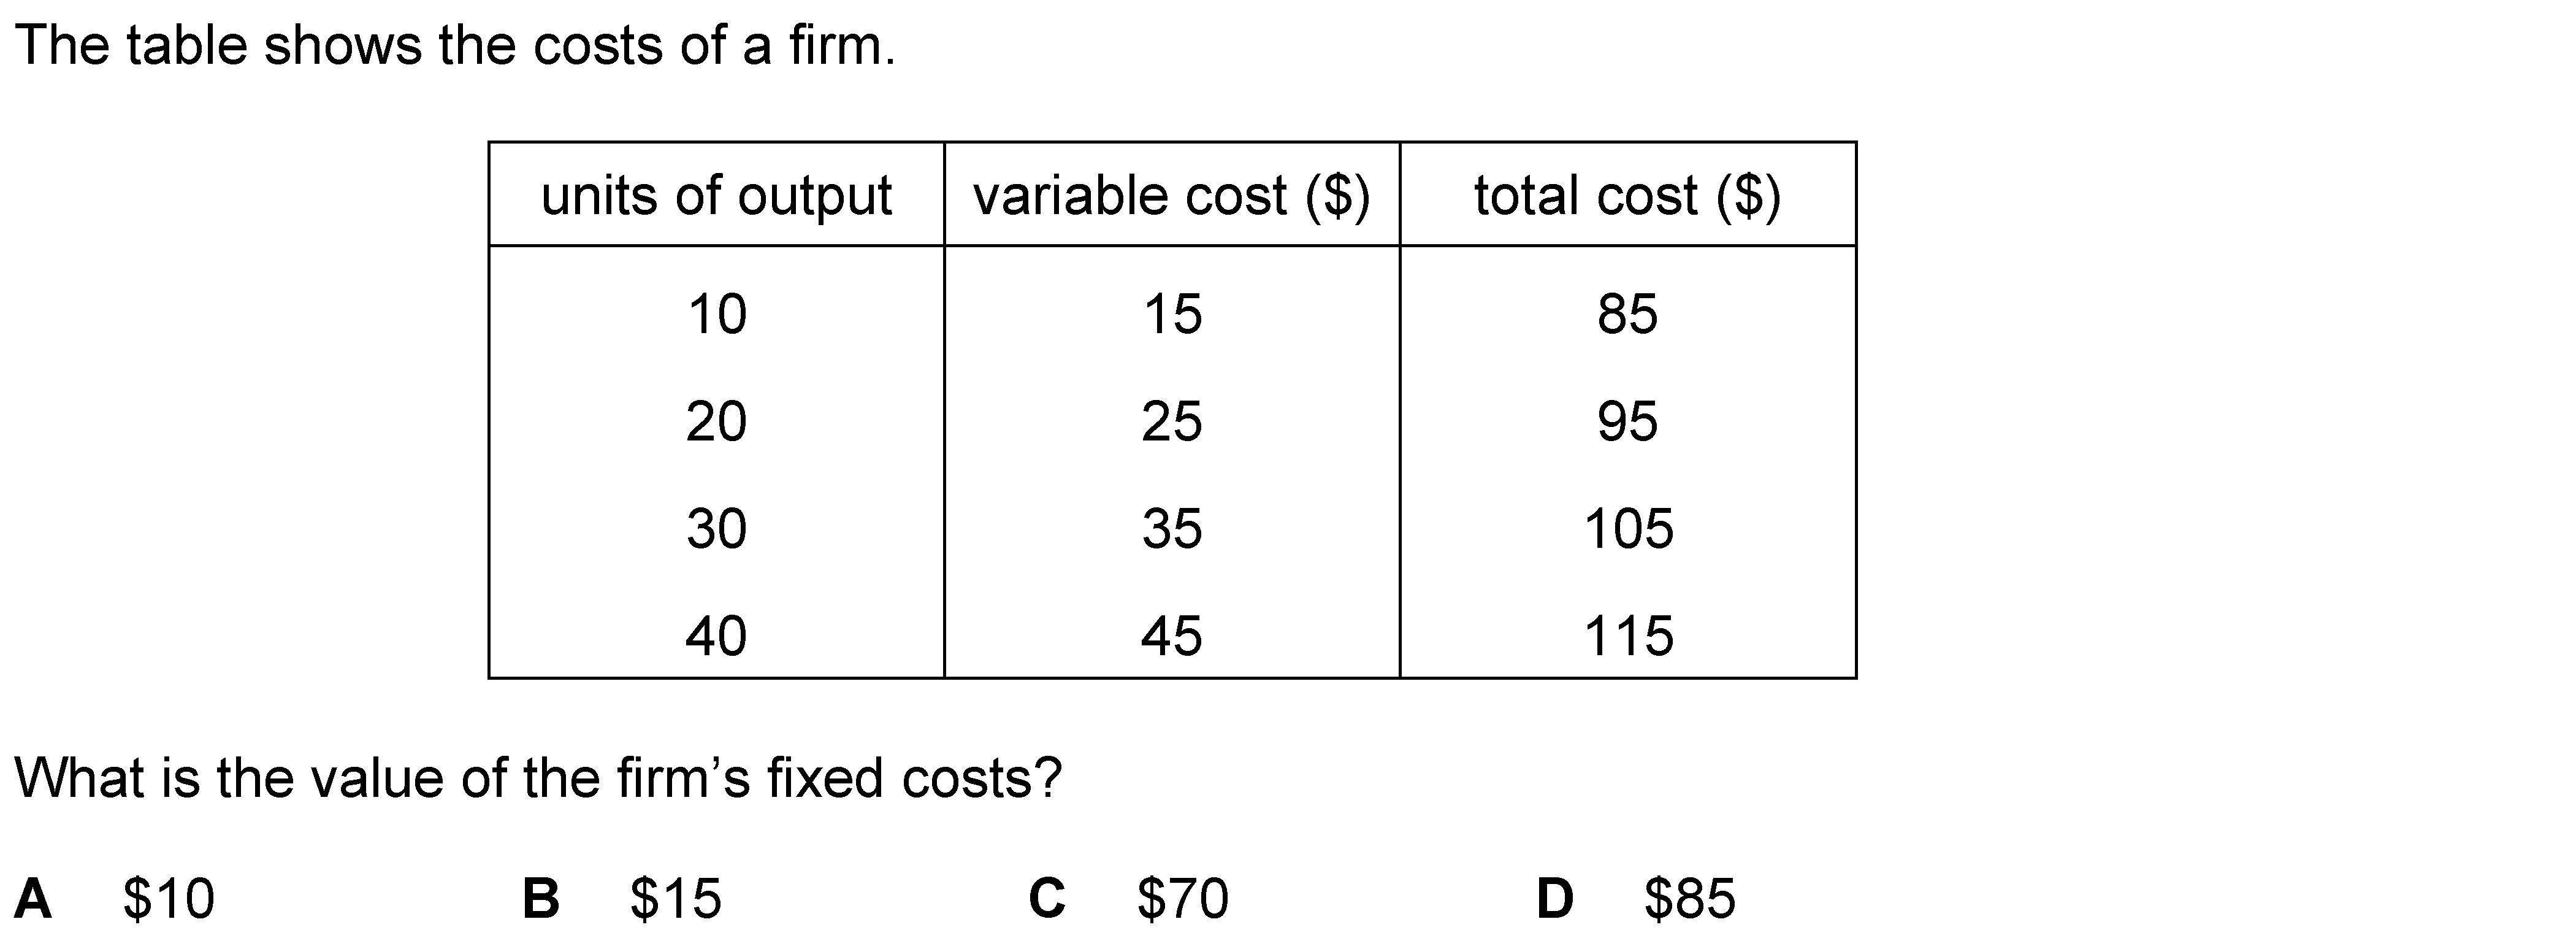 The table shows the costs of a firm.
units of output variable cost ($) total cost ($)
10 15 85
20 25 95
30 35 105
40 45 115
What is the value of the firm’s fixed costs?
A $10 B $15 C $70 D $85